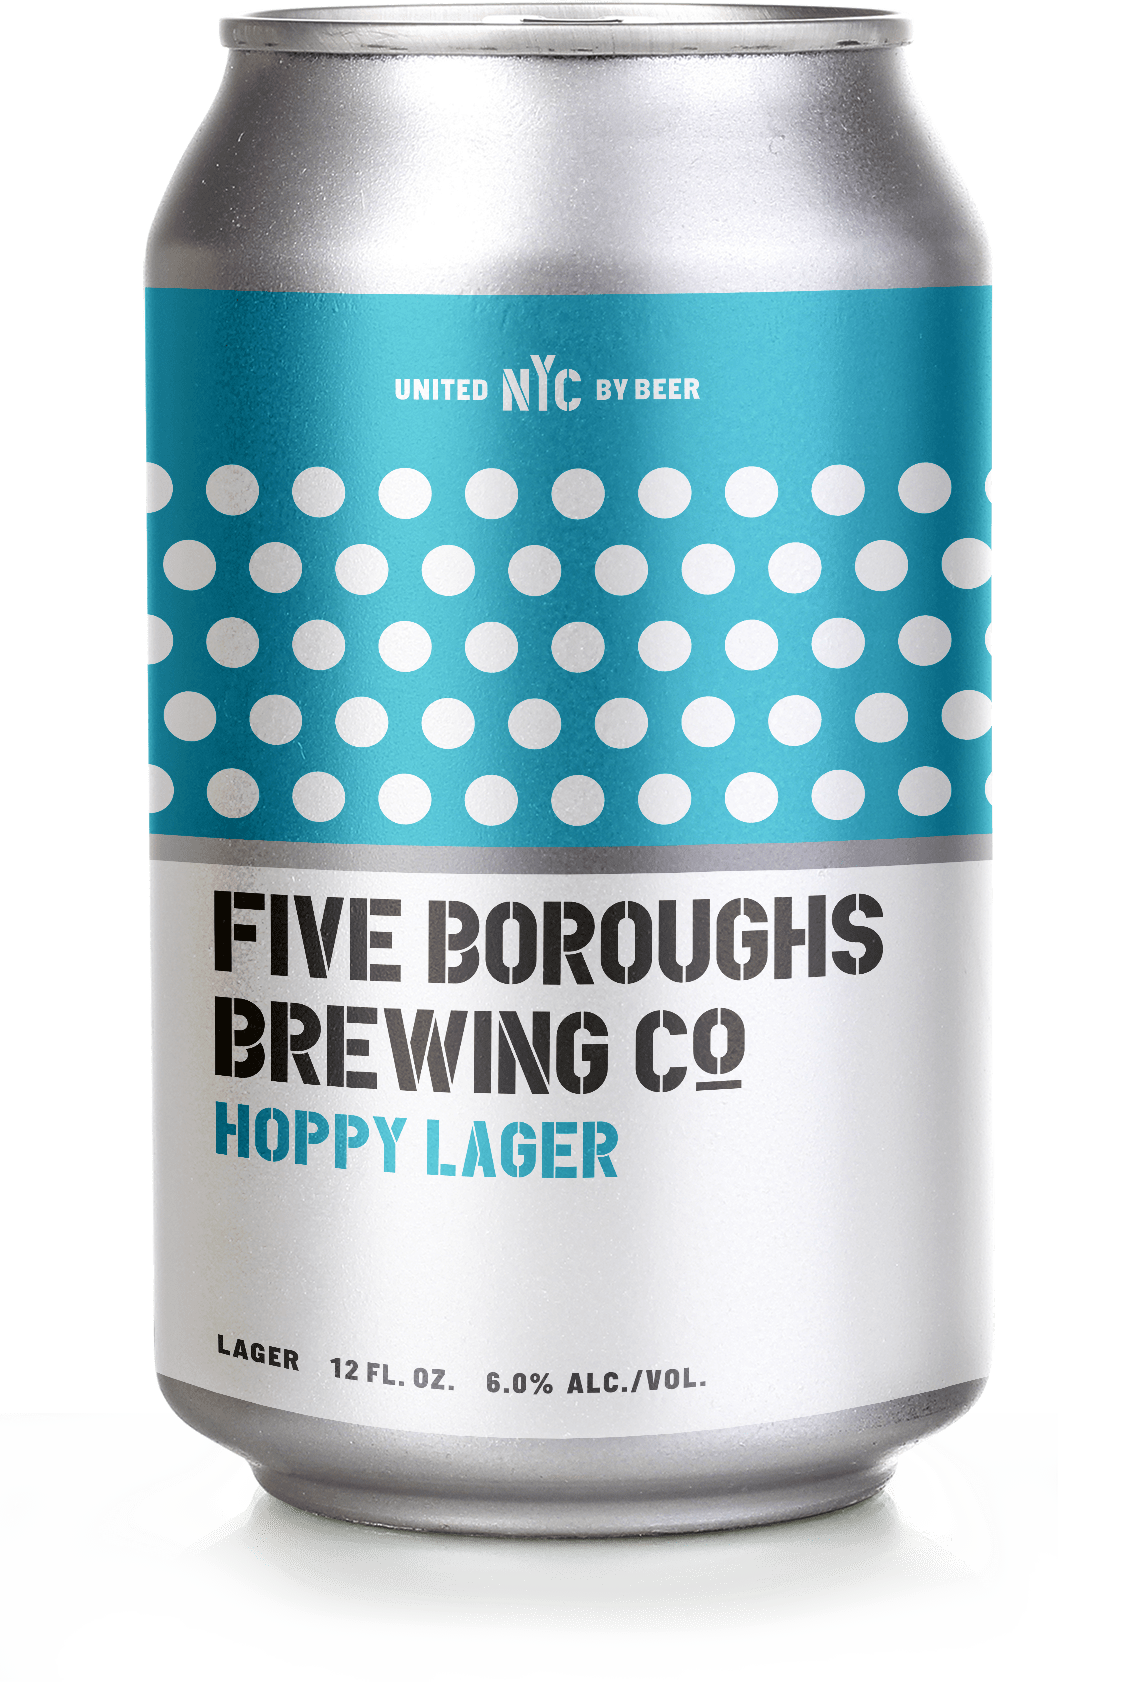 UNITED NYC BY BEER
FIVE BOROUGHS
BREWING CO
HOPPY LAGER
LAGER 12 FL. OZ. 6.0% ALC./VOL.